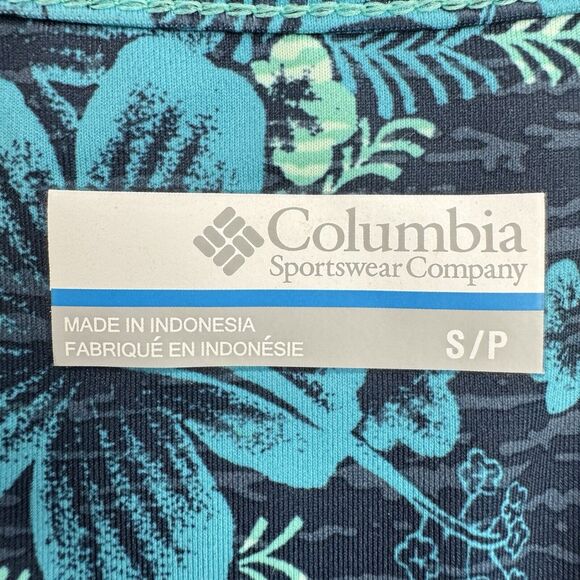 Columbia
Sportswear Company
MADE IN INDONESIA
FABRIQUÉ EN INDONÉSIE
S/P